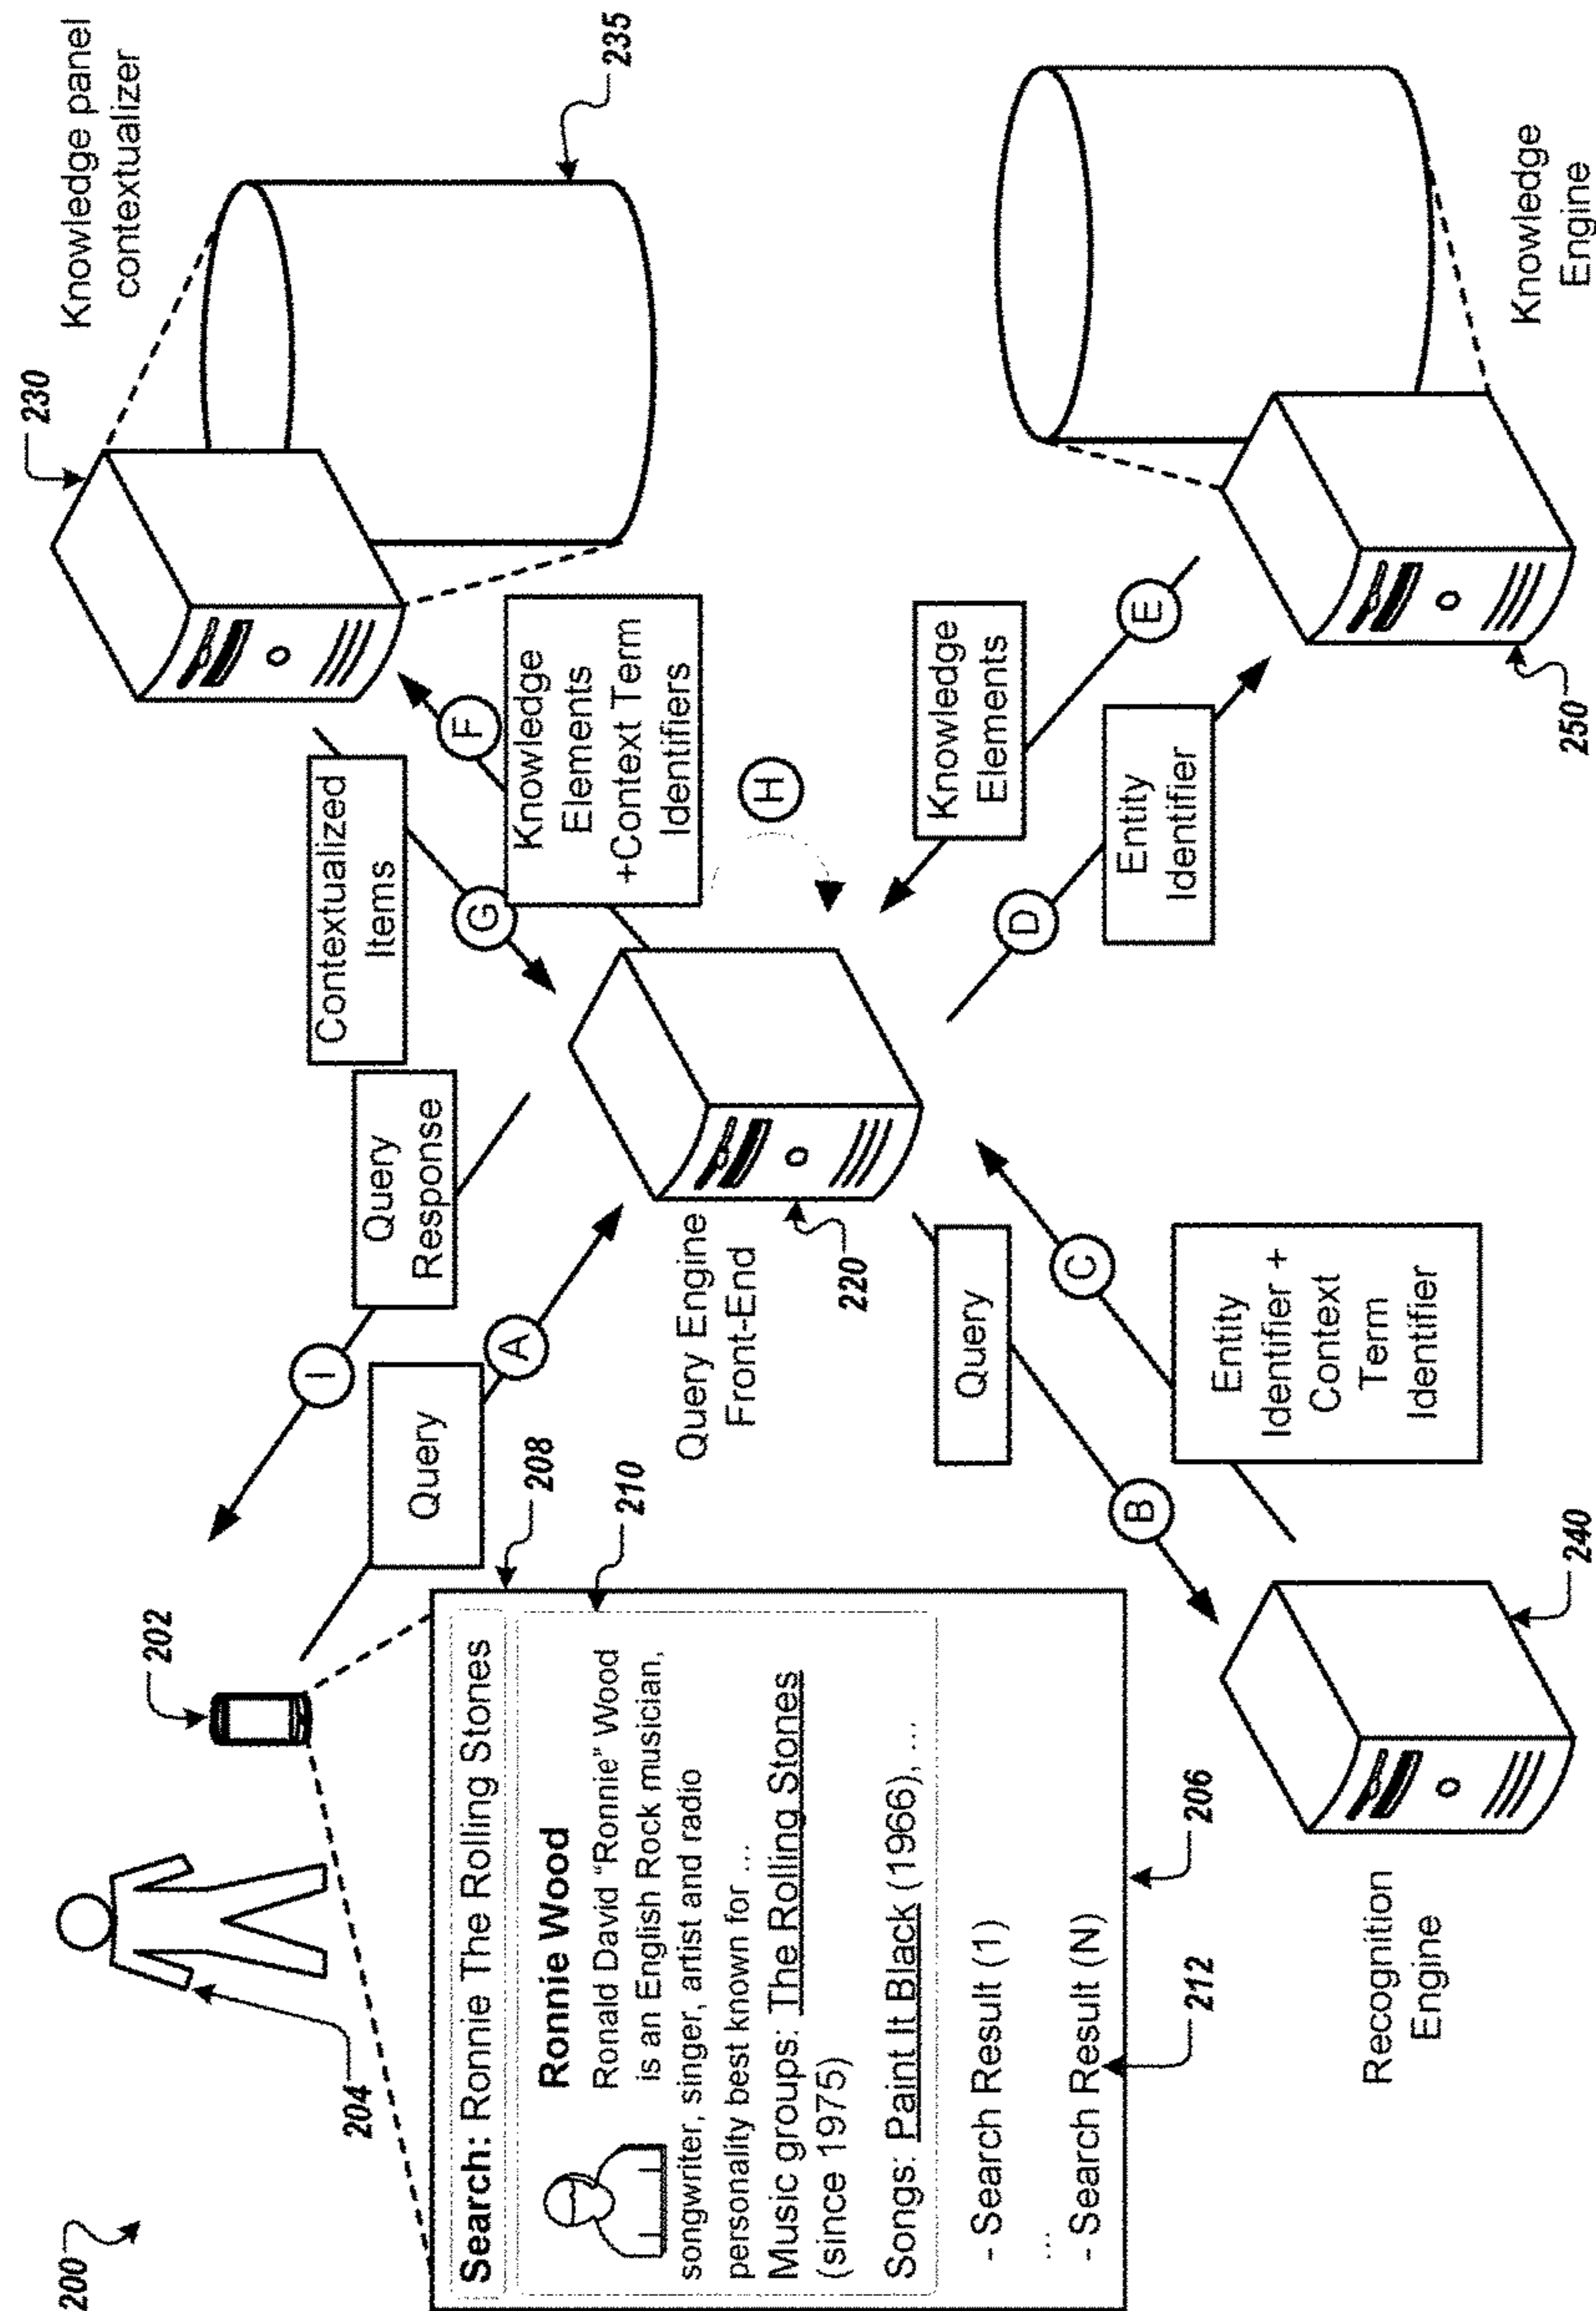 200
204
202
Search: Ronnie The Rolling Stones
Ronnie Wood
Ronald David "Ronnie" Wood
is an English Rock musician,
songwriter, singer, artist and radio
personality best known for ...
Music groups: The Rolling Stones
(since 1975)
Songs: Paint It Black (1966), ...
- Search Result (1)
...
- Search Result (N)
208
210
206
212
I
Query
Response
Query
A
Query Engine
Front-End
220
Contextualized
Items
G
F
Knowledge
Elements
+Context Term
Identifiers
H
230
Knowledge panel
contextualizer
235
Query
B
C
Entity
Identifier +
Context
Term
Identifier
Recognition
Engine
240
Knowledge
Elements
E
D
Entity
Identifier
250
Knowledge
Engine